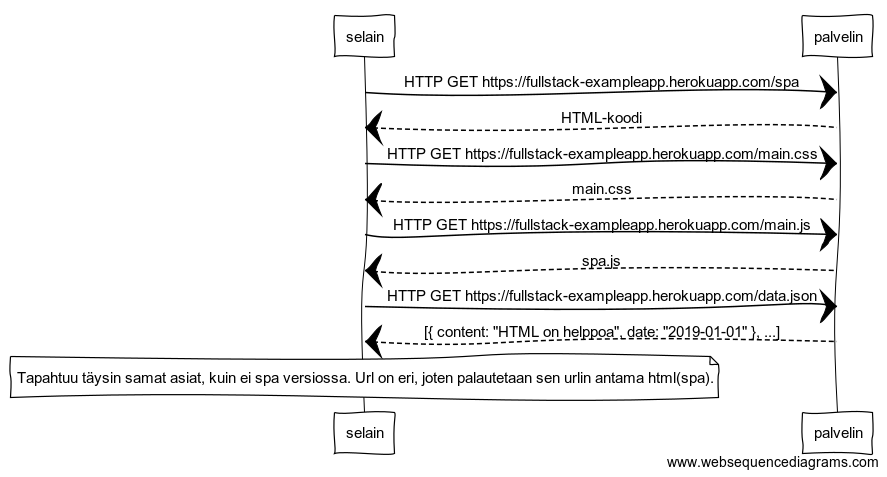 selain palvelin
HTTP GET https://fullstack-exampleapp.herokuapp.com/spa
HTML-koodi
HTTP GET https://fullstack-exampleapp.herokuapp.com/main.css
main.css
HTTP GET https://fullstack-exampleapp.herokuapp.com/main.js
spa.js
HTTP GET https://fullstack-exampleapp.herokuapp.com/data.json
[{ content: "HTML on helppoa", date: "2019-01-01" }, ...]
Tapahtuu täysin samat asiat, kuin ei spa versiossa. Url on eri, joten palautetaan sen urlin antama html(spa).
selain palvelin
www.websequencediagrams.com